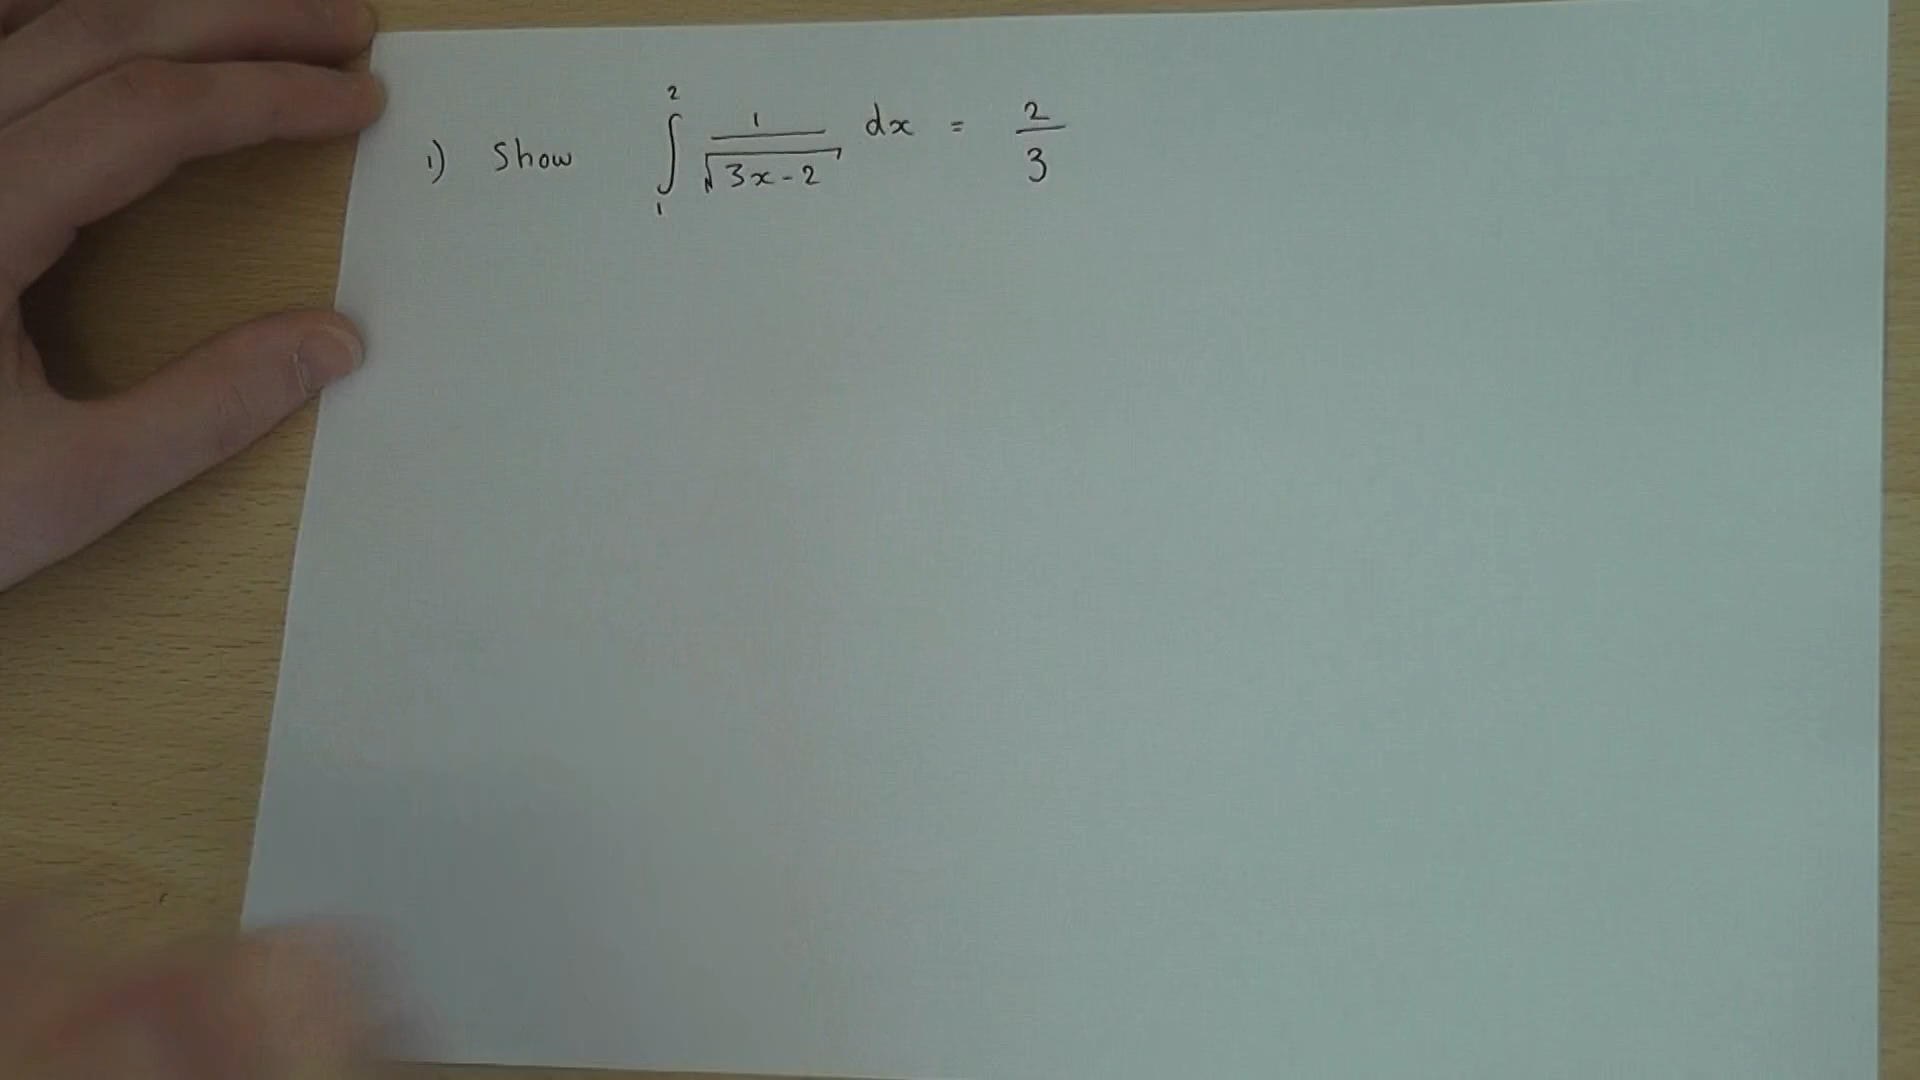 1) Show ∫₁² 1/√(3x-2) dx = 2/3